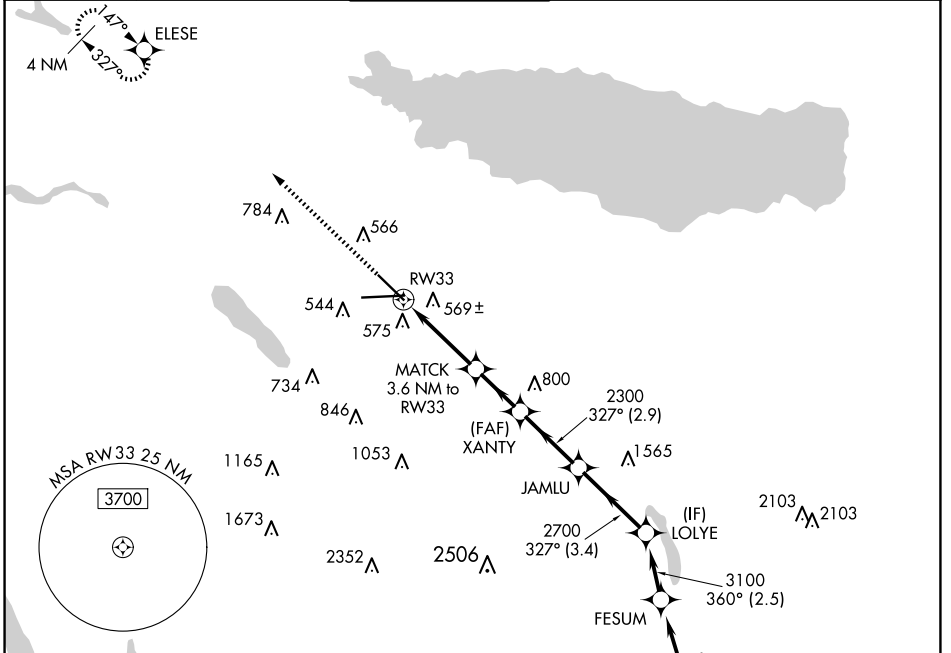 147°
ELESE
4 NM
327°
784
566
RW33
544
569±
575
MATCK
3.6 NM to
RW33
800
734
2300
327° (2.9)
846
(FAF)
XANTY
1053
1565
1165
JAMLU
MSA RW33 25 NM
3700
2103
2103
(IF)
LOLYE
1673
2700
327° (3.4)
2352
2506
3100
360° (2.5)
FESUM